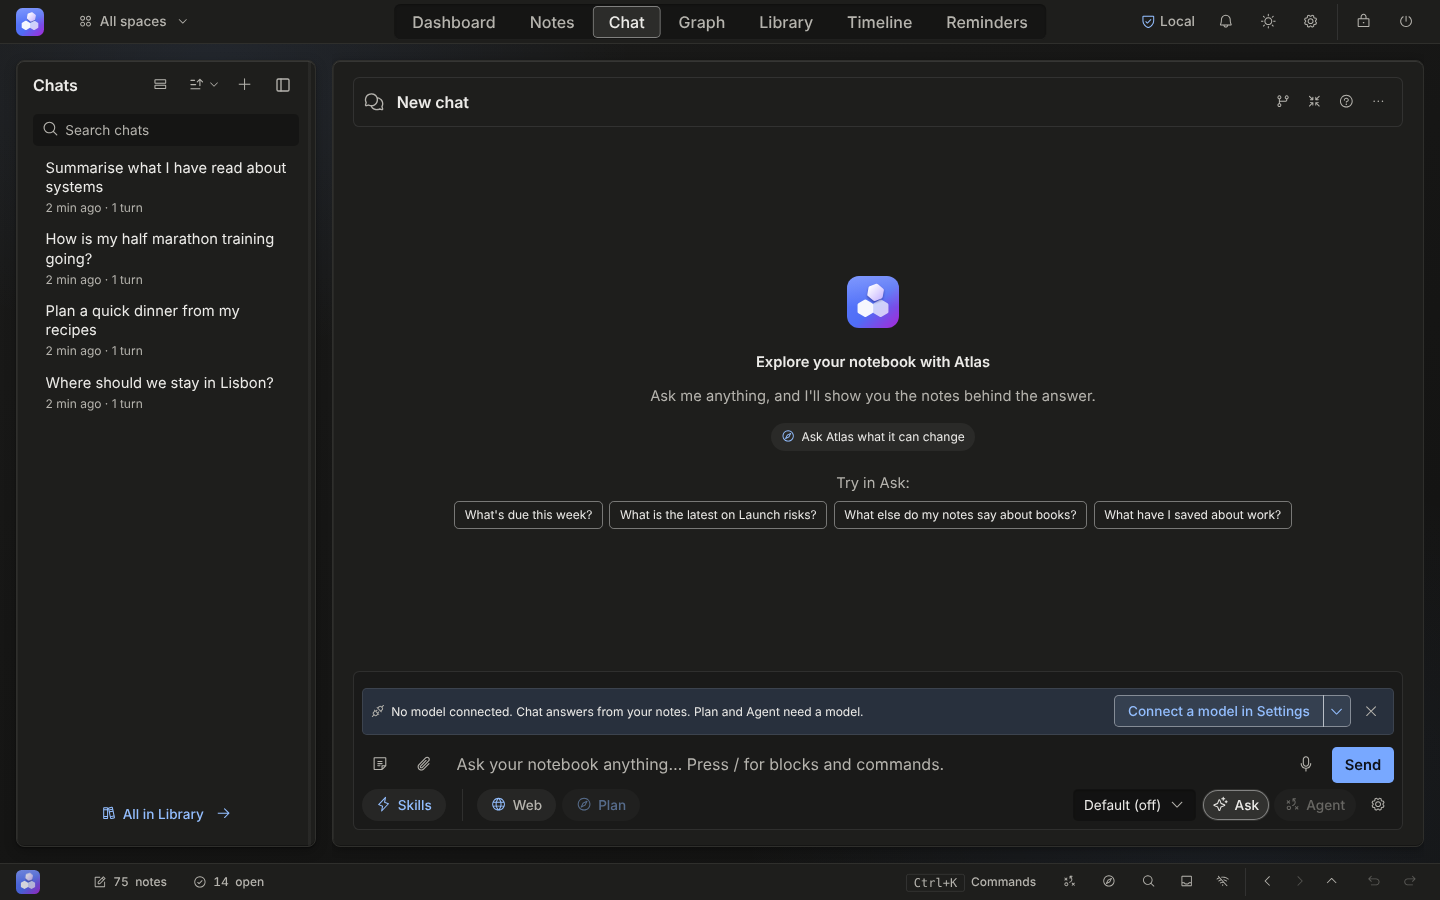 All spaces
Dashboard
Notes
Chat
Graph
Library
Timeline
Reminders
Local
Chats
Search chats
Summarise what I have read about
systems
2 min ago · 1 turn
How is my half marathon training
going?
2 min ago · 1 turn
Plan a quick dinner from my
recipes
2 min ago · 1 turn
Where should we stay in Lisbon?
2 min ago · 1 turn
All in Library
New chat
Explore your notebook with Atlas
Ask me anything, and I'll show you the notes behind the answer.
Ask Atlas what it can change
Try in Ask:
What's due this week?
What is the latest on Launch risks?
What else do my notes say about books?
What have I saved about work?
No model connected. Chat answers from your notes. Plan and Agent need a model.
Connect a model in Settings
Ask your notebook anything... Press / for blocks and commands.
Send
Skills
Web
Plan
Default (off)
Ask
Agent
75 notes
14 open
Ctrl+K Commands